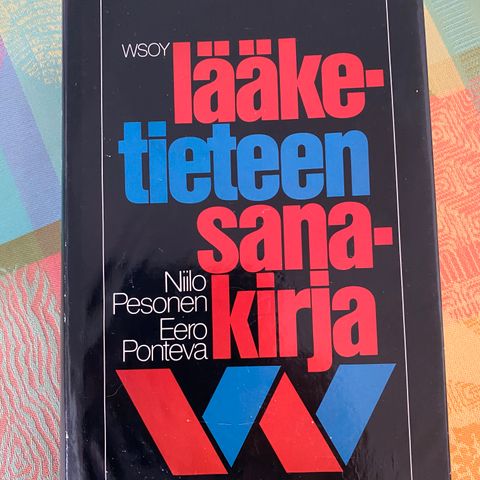 WSOY
lääke-
tieteen
sana-
kirja
Niilo
Pesonen
Eero
Ponteva